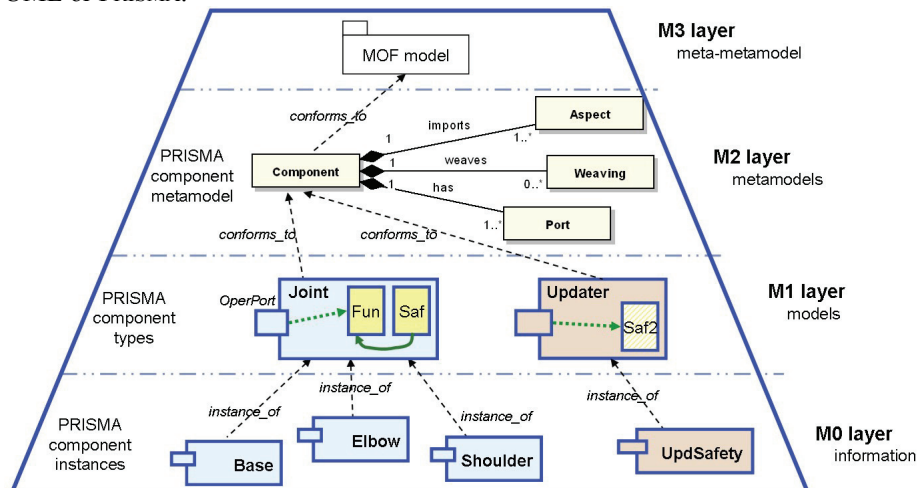 OME of PRISMA.
M3 layer
meta-metamodel
MOF model
conforms_to
PRISMA
component
metamodel
Component
1
imports
1..*
Aspect
1
weaves
0..*
Weaving
1
has
1..*
Port
M2 layer
metamodels
conforms_to
conforms_to
PRISMA
component
types
OperPort
Joint
Fun
Saf
Updater
Saf2
M1 layer
models
instance_of
instance_of
instance_of
instance_of
PRISMA
component
instances
Base
Elbow
Shoulder
UpdSafety
M0 layer
information